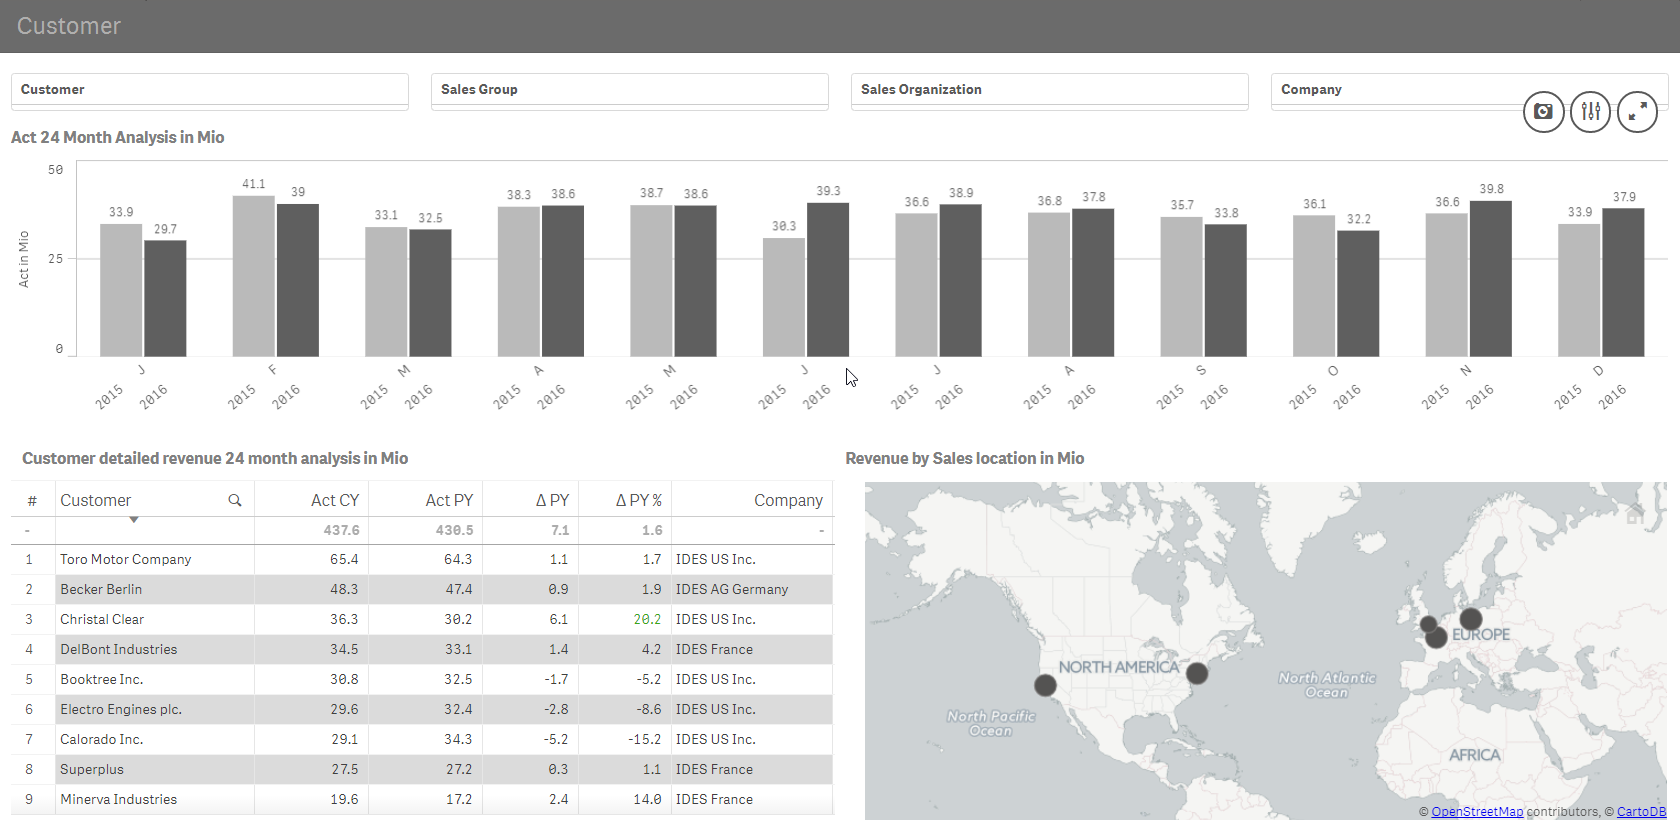 Customer
Customer
Sales Group
Sales Organization
Company
Act 24 Month Analysis in Mio
Act in Mio
50
25
0
33.9 29.7 41.1 39 33.1 32.5 38.3 38.6 38.7 38.6 30.3 39.3 36.6 38.9 36.8 37.8 35.7 33.8 36.1 32.2 36.6 39.8 33.9 37.9
J F M A M J J A S O N D
2015 2016 2015 2016 2015 2016 2015 2016 2015 2016 2015 2016 2015 2016 2015 2016 2015 2016 2015 2016 2015 2016 2015 2016
Customer detailed revenue 24 month analysis in Mio
# Customer Act CY Act PY Δ PY Δ PY % Company
- 437.6 430.5 7.1 1.6 -
1 Toro Motor Company 65.4 64.3 1.1 1.7 IDES US Inc.
2 Becker Berlin 48.3 47.4 0.9 1.9 IDES AG Germany
3 Christal Clear 36.3 30.2 6.1 20.2 IDES US Inc.
4 DelBont Industries 34.5 33.1 1.4 4.2 IDES France
5 Booktree Inc. 30.8 32.5 -1.7 -5.2 IDES US Inc.
6 Electro Engines plc. 29.6 32.4 -2.8 -8.6 IDES US Inc.
7 Calorado Inc. 29.1 34.3 -5.2 -15.2 IDES US Inc.
8 Superplus 27.5 27.2 0.3 1.1 IDES France
9 Minerva Industries 19.6 17.2 2.4 14.0 IDES France
Revenue by Sales location in Mio
EUROPE
NORTH AMERICA
North Atlantic
Ocean
North Pacific
Ocean
AFRICA
© OpenStreetMap contributors, © CartoDB